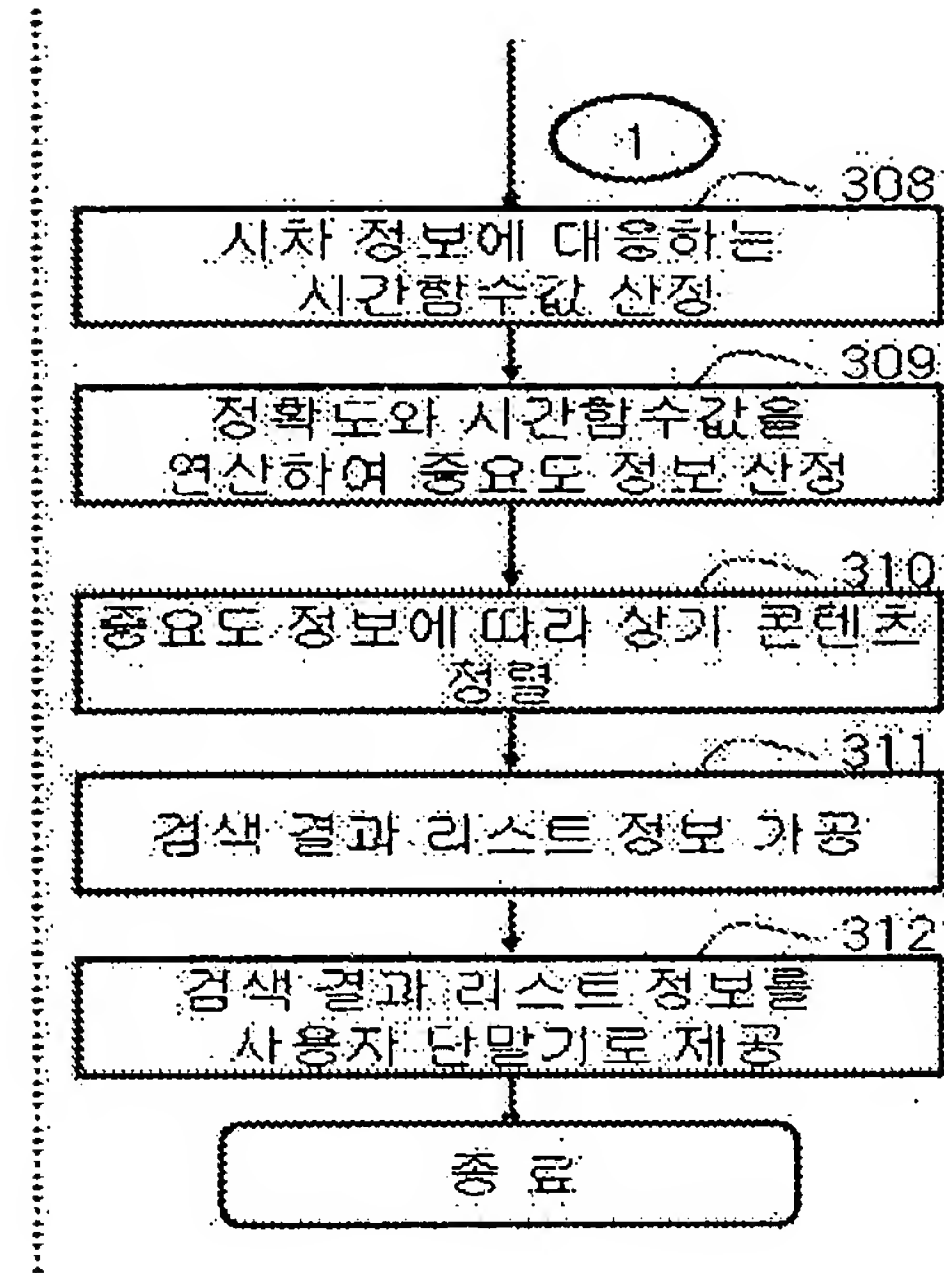 1
308
시차 정보에 대응하는
시간함수값 산정
309
정확도와 시간함수값을
연산하여 중요도 정보 산정
310
중요도 정보에 따라 상기 콘텐츠
정렬
311
검색 결과 리스트 정보 가공
312
검색 결과 리스트 정보를
사용자 단말기로 제공
종 료